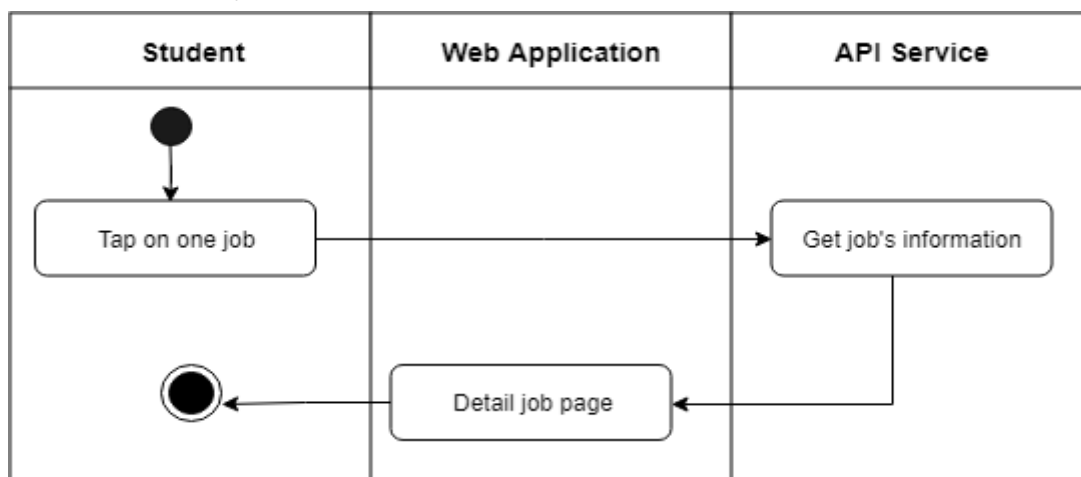 Student
Web Application
API Service
Tap on one job
Get job's information
Detail job page